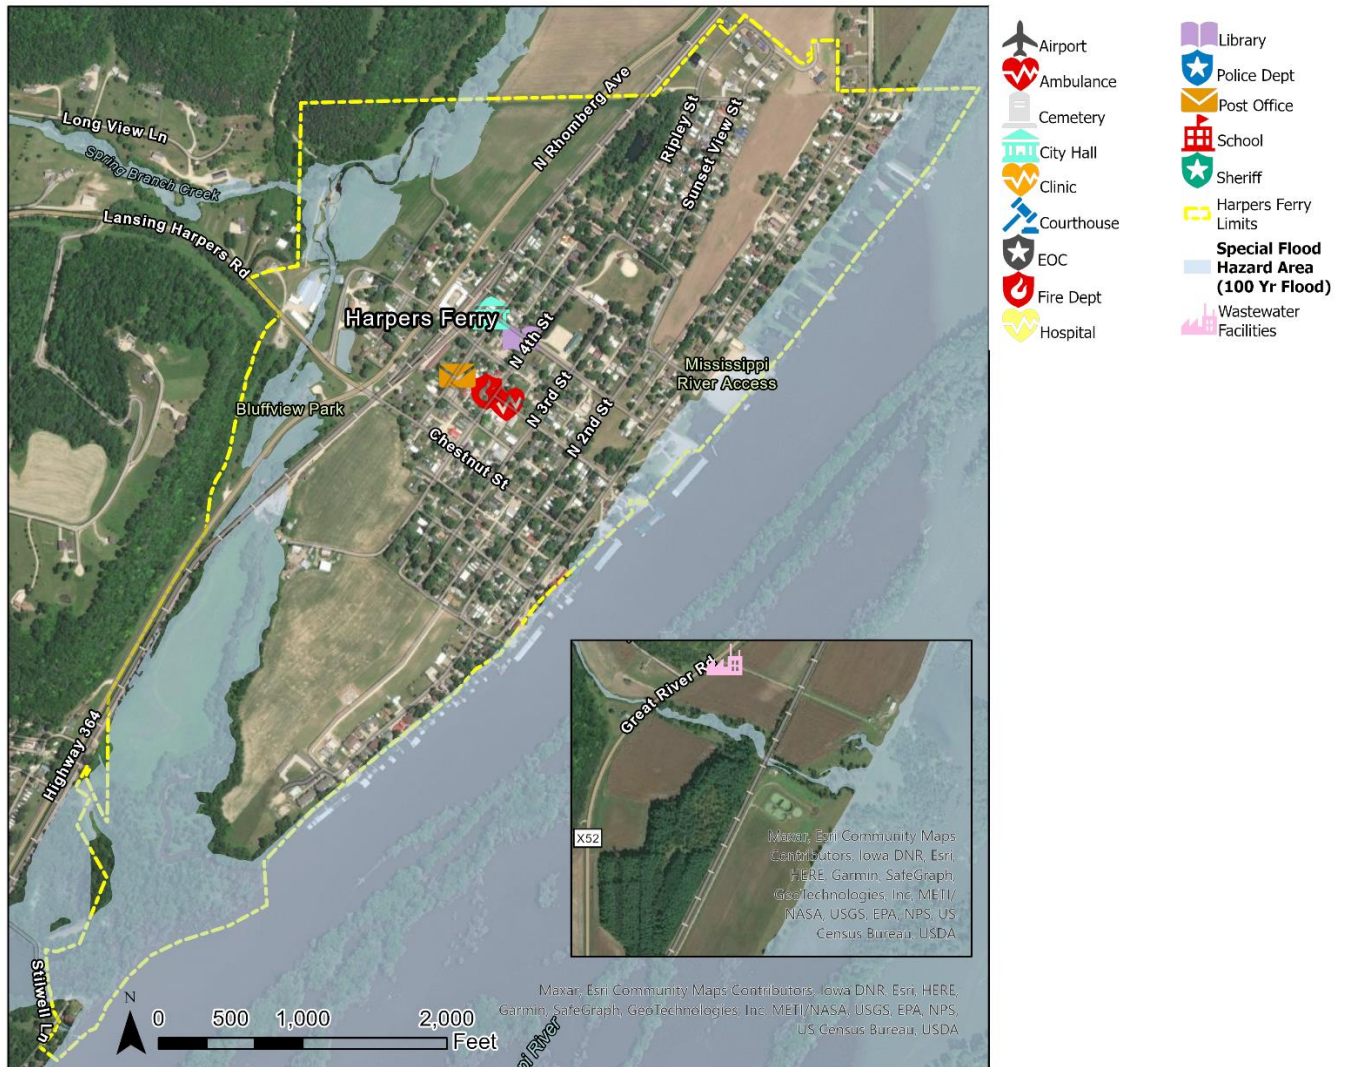 Long View Ln
Spring Branch Creek
Lansing Harpers Rd
N Rhomberg Ave
Ripley St
Sunset View St
Harpers Ferry
N 4th St
N 3rd St
N 2nd St
Chestnut St
Mississippi
River Access
Bluffview Park
Highway 364
Stilwell Ln
N
0 500 1,000 2,000
Feet
pi River
Great River Rd
X52
Maxar, Esri Community Maps
Contributors, Iowa DNR, Esri,
HERE, Garmin, SafeGraph,
GeoTechnologies, Inc, METI/
NASA, USGS, EPA, NPS, US
Census Bureau, USDA
Maxar, Esri Community Maps Contributors, Iowa DNR, Esri, HERE,
Garmin, SafeGraph, GeoTechnologies, Inc, METI/NASA, USGS, EPA, NPS,
US Census Bureau, USDA
Airport
Ambulance
Cemetery
City Hall
Clinic
Courthouse
EOC
Fire Dept
Hospital
Library
Police Dept
Post Office
School
Sheriff
Harpers Ferry
Limits
Special Flood
Hazard Area
(100 Yr Flood)
Wastewater
Facilities